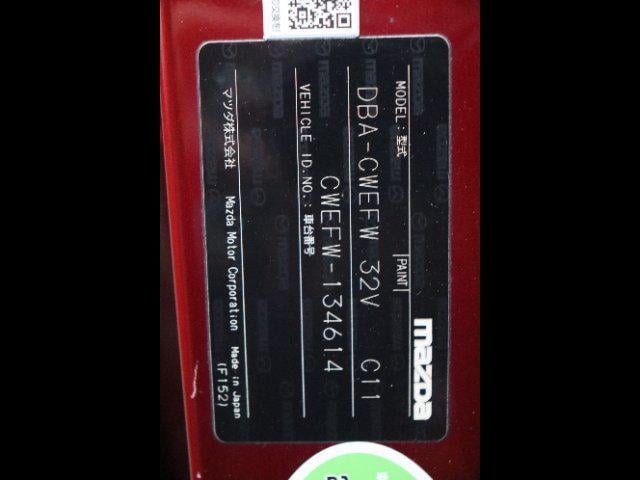 mazda
MODEL:型式 PAINT
DBA-CWEFW 32V C11
VEHICLE ID.NO.:車台番号
CWEFW-134614
マツダ株式会社 Mazda Motor Corporation Made in Japan
(F152)